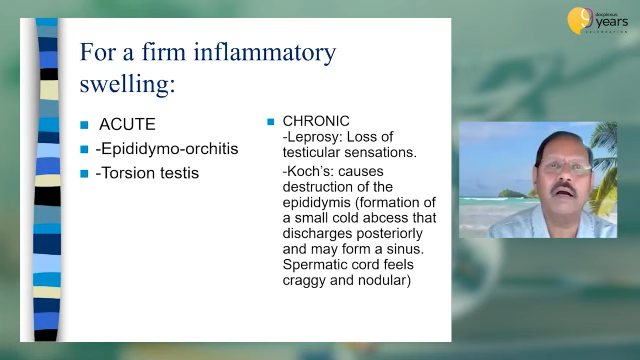 For a firm inflammatory
swelling:
ACUTE
-Epididymo-orchitis
-Torsion testis
CHRONIC
-Leprosy: Loss of
testicular sensations.
-Koch's: causes
destruction of the
epididymis (formation of
a small cold abcess that
discharges posteriorly
and may form a sinus.
Spermatic cord feels
craggy and nodular)
9 years
CELEBRATION